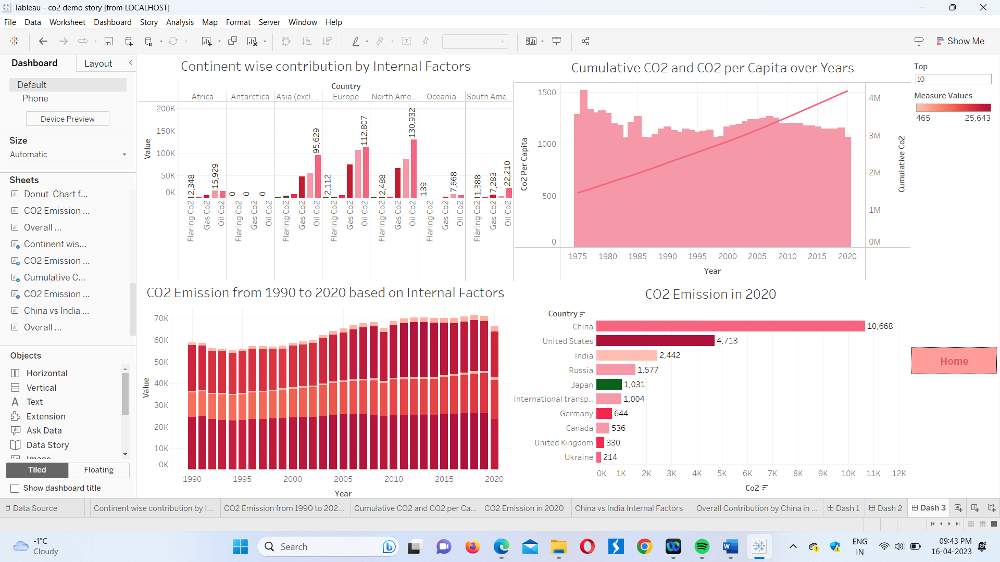 Tableau - co2 demo story [from LOCALHOST]
File Data Worksheet Dashboard Story Analysis Map Format Server Window Help
Show Me
Dashboard Layout
Default
Phone
Device Preview
Size
Automatic
Sheets
Donut Chart f...
CO2 Emission ...
Overall ...
Continent wis...
CO2 Emission ...
Cumulative C...
CO2 Emission ...
China vs India ...
Overall ...
Objects
Horizontal
Vertical
Text
Extension
Ask Data
Data Story
Image
Tiled Floating
Show dashboard title
Continent wise contribution by Internal Factors
Country
Africa Antarctica Asia (excl. .. Europe North Ame.. Oceania South Ame..
Value
200K
150K
100K
50K
0K
2,348 15,929 0 0 0 95,629 2,112 112,807 2,488 130,932 139 7,668 1,388 7,283 22,210
Flaring Co2 Gas Co2 Oil Co2 Flaring Co2 Gas Co2 Oil Co2 Flaring Co2 Gas Co2 Oil Co2 Flaring Co2 Gas Co2 Oil Co2 Flaring Co2 Gas Co2 Oil Co2 Flaring Co2 Gas Co2 Oil Co2 Flaring Co2 Gas Co2 Oil Co2
Cumulative CO2 and CO2 per Capita over Years
Co2 Per Capita
1500
1000
500
0
4M
3M
2M
1M
0M
Cumulative Co2
1975 1980 1985 1990 1995 2000 2005 2010 2015 2020
Year
Top
10
Measure Values
465 25,643
CO2 Emission from 1990 to 2020 based on Internal Factors
Value
70K
60K
50K
40K
30K
20K
10K
0K
1990 1995 2000 2005 2010 2015 2020
Year
CO2 Emission in 2020
Country
China 10,668
United States 4,713
India 2,442
Russia 1,577
Japan 1,031
International transp.. 1,004
Germany 644
Canada 536
United Kingdom 330
Ukraine 214
0K 1K 2K 3K 4K 5K 6K 7K 8K 9K 10K 11K 12K
Co2
Home
Data Source Continent wise contribution by I... CO2 Emission from 1990 to 202... Cumulative CO2 and CO2 per Ca... CO2 Emission in 2020 China vs India Internal Factors Overall Contribution by China in ... Dash 1 Dash 2 Dash 3
-1°C
Cloudy
Search
ENG
IN
09:43 PM
16-04-2023